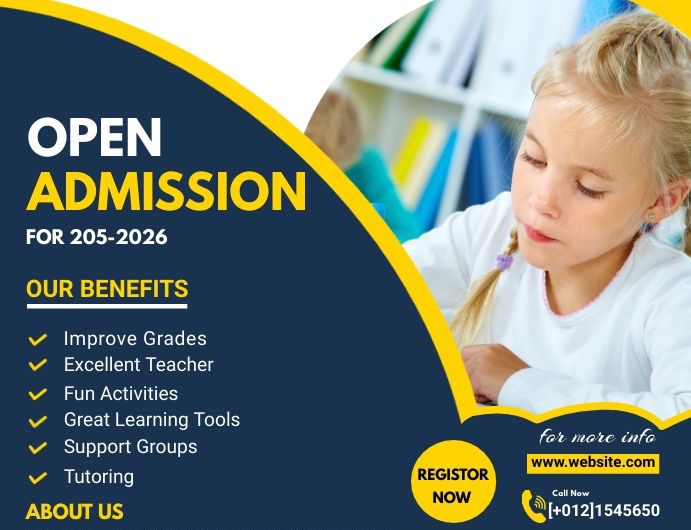 OPEN
ADMISSION
FOR 205-2026
OUR BENEFITS
Improve Grades
Excellent Teacher
Fun Activities
Great Learning Tools
Support Groups
Tutoring
ABOUT US
REGISTOR
NOW
for more info
www.website.com
Call Now
[+012]1545650